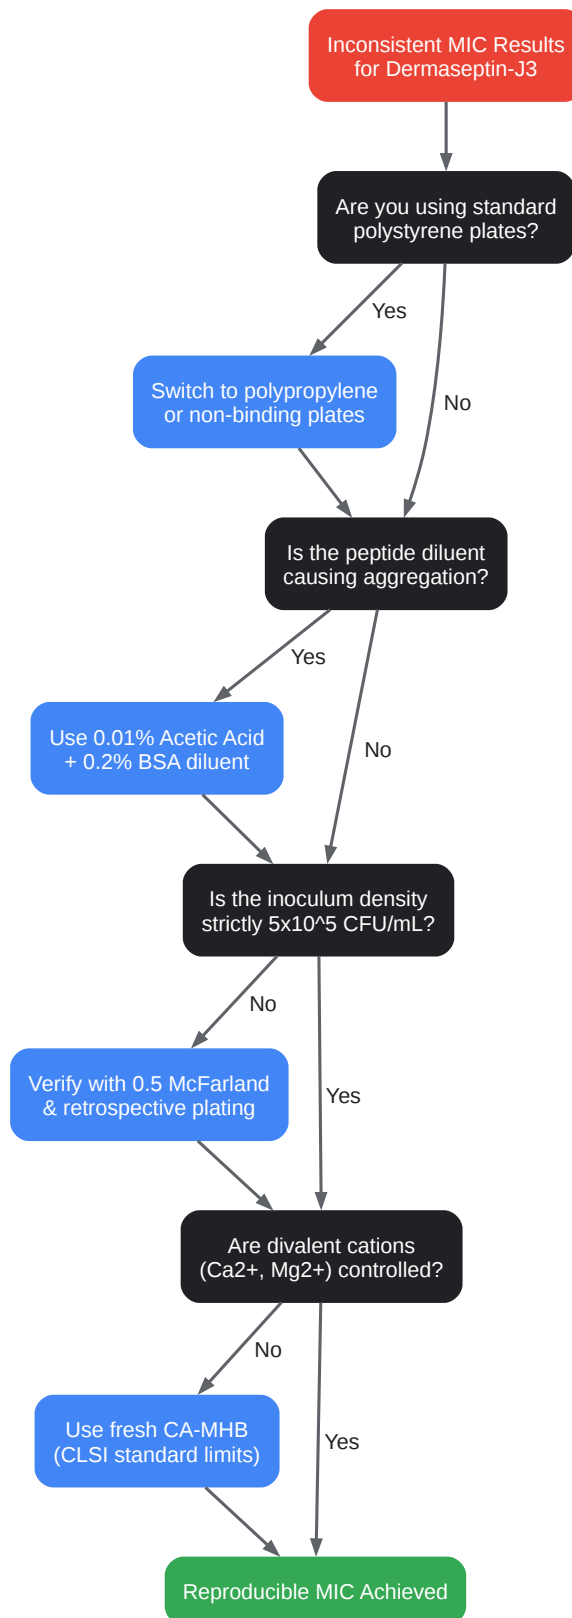 Inconsistent MIC Results
for Dermaseptin-J3
Are you using standard
polystyrene plates?
Yes
Switch to polypropylene
or non-binding plates
No
Is the peptide diluent
causing aggregation?
Yes
Use 0.01% Acetic Acid
+ 0.2% BSA diluent
No
Is the inoculum density
strictly 5x10^5 CFU/mL?
No
Verify with 0.5 McFarland
& retrospective plating
Yes
Are divalent cations
(Ca2+, Mg2+) controlled?
No
Use fresh CA-MHB
(CLSI standard limits)
Yes
Reproducible MIC Achieved